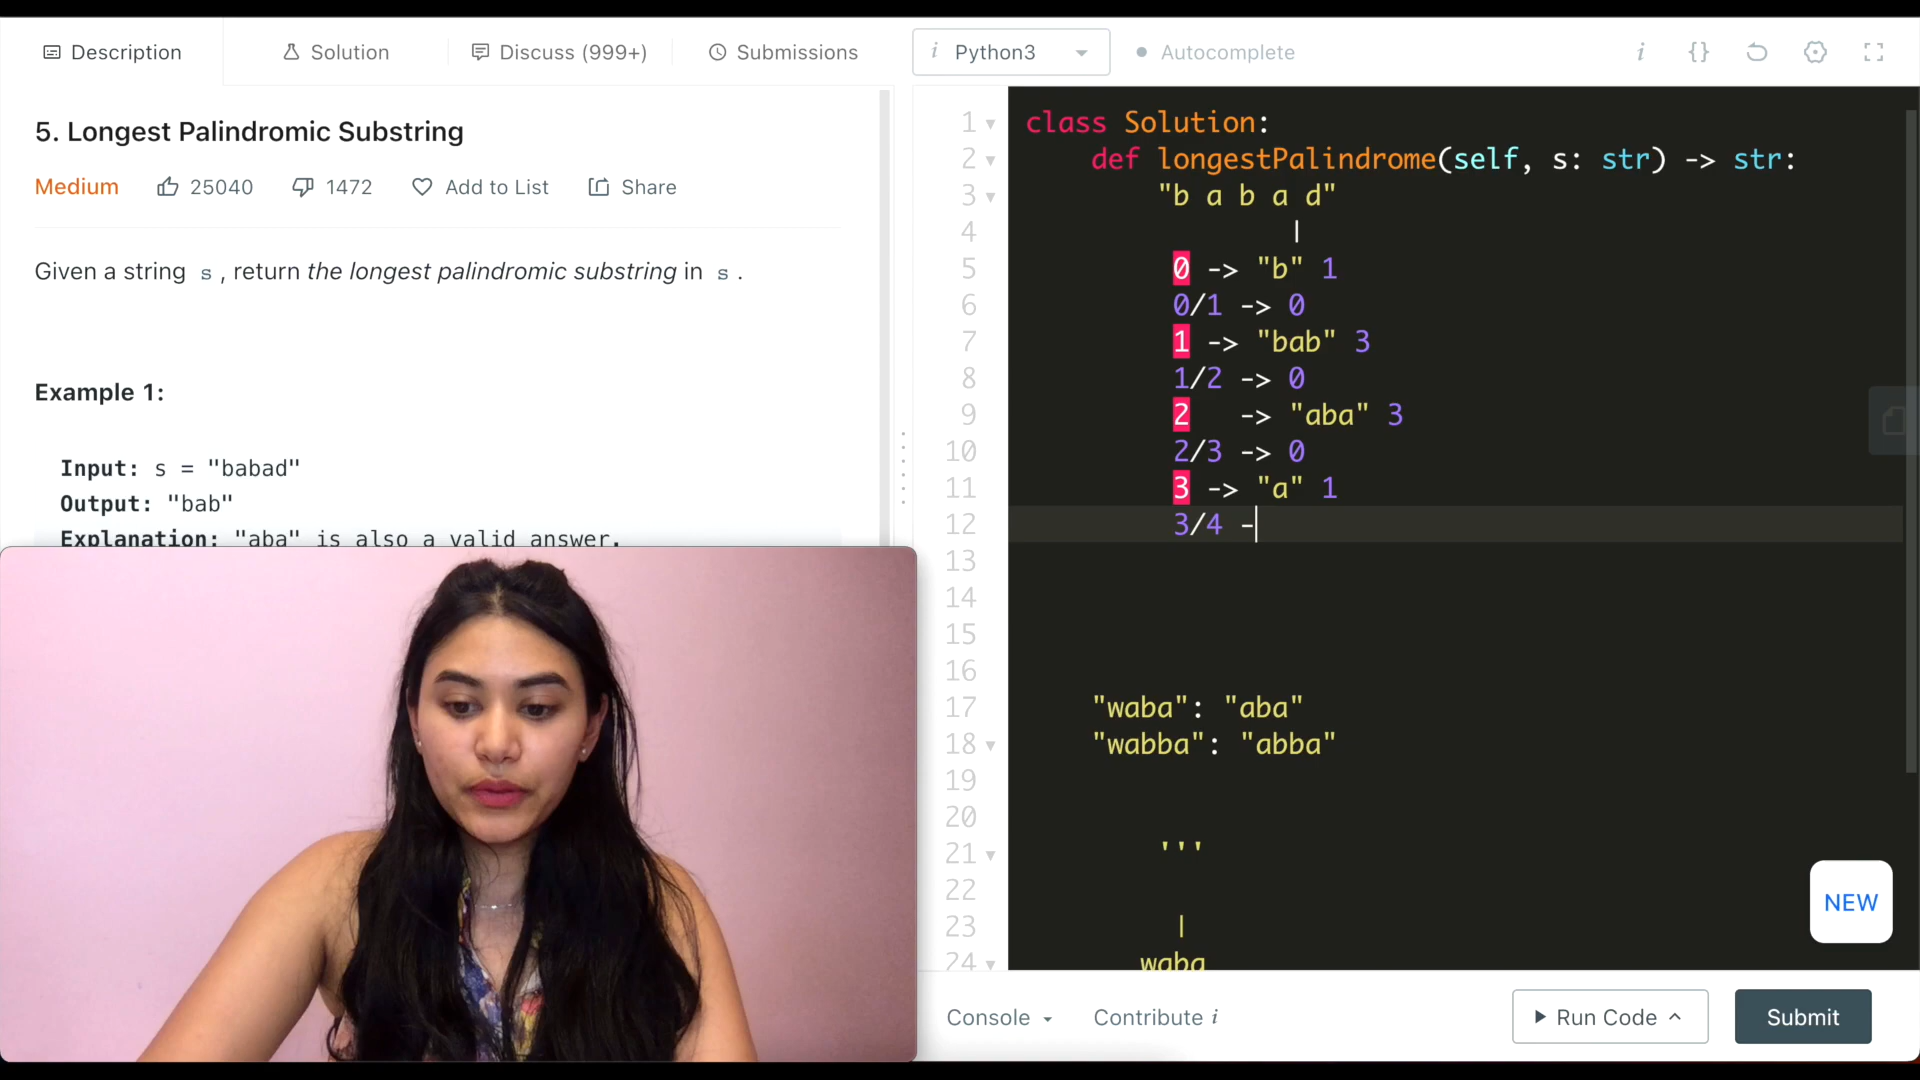 Description
Solution
Discuss (999+)
Submissions
i Python3
Autocomplete
i {}
5. Longest Palindromic Substring
Medium 25040 1472 Add to List Share
Given a string s, return the longest palindromic substring in s.
Example 1:
Input: s = "babad"
Output: "bab"
Explanation: "aba" is also a valid answer.
1 class Solution:
2 def longestPalindrome(self, s: str) -> str:
3 "b a b a d"
4 |
5 0 -> "b" 1
6 0/1 -> 0
7 1 -> "bab" 3
8 1/2 -> 0
9 2 -> "aba" 3
10 2/3 -> 0
11 3 -> "a" 1
12 3/4 -
13
14
15
16
17 "waba": "aba"
18 "wabba": "abba"
19
20
21 '''
22
23 |
24 waba
NEW
Console
Contribute i
Run Code
Submit